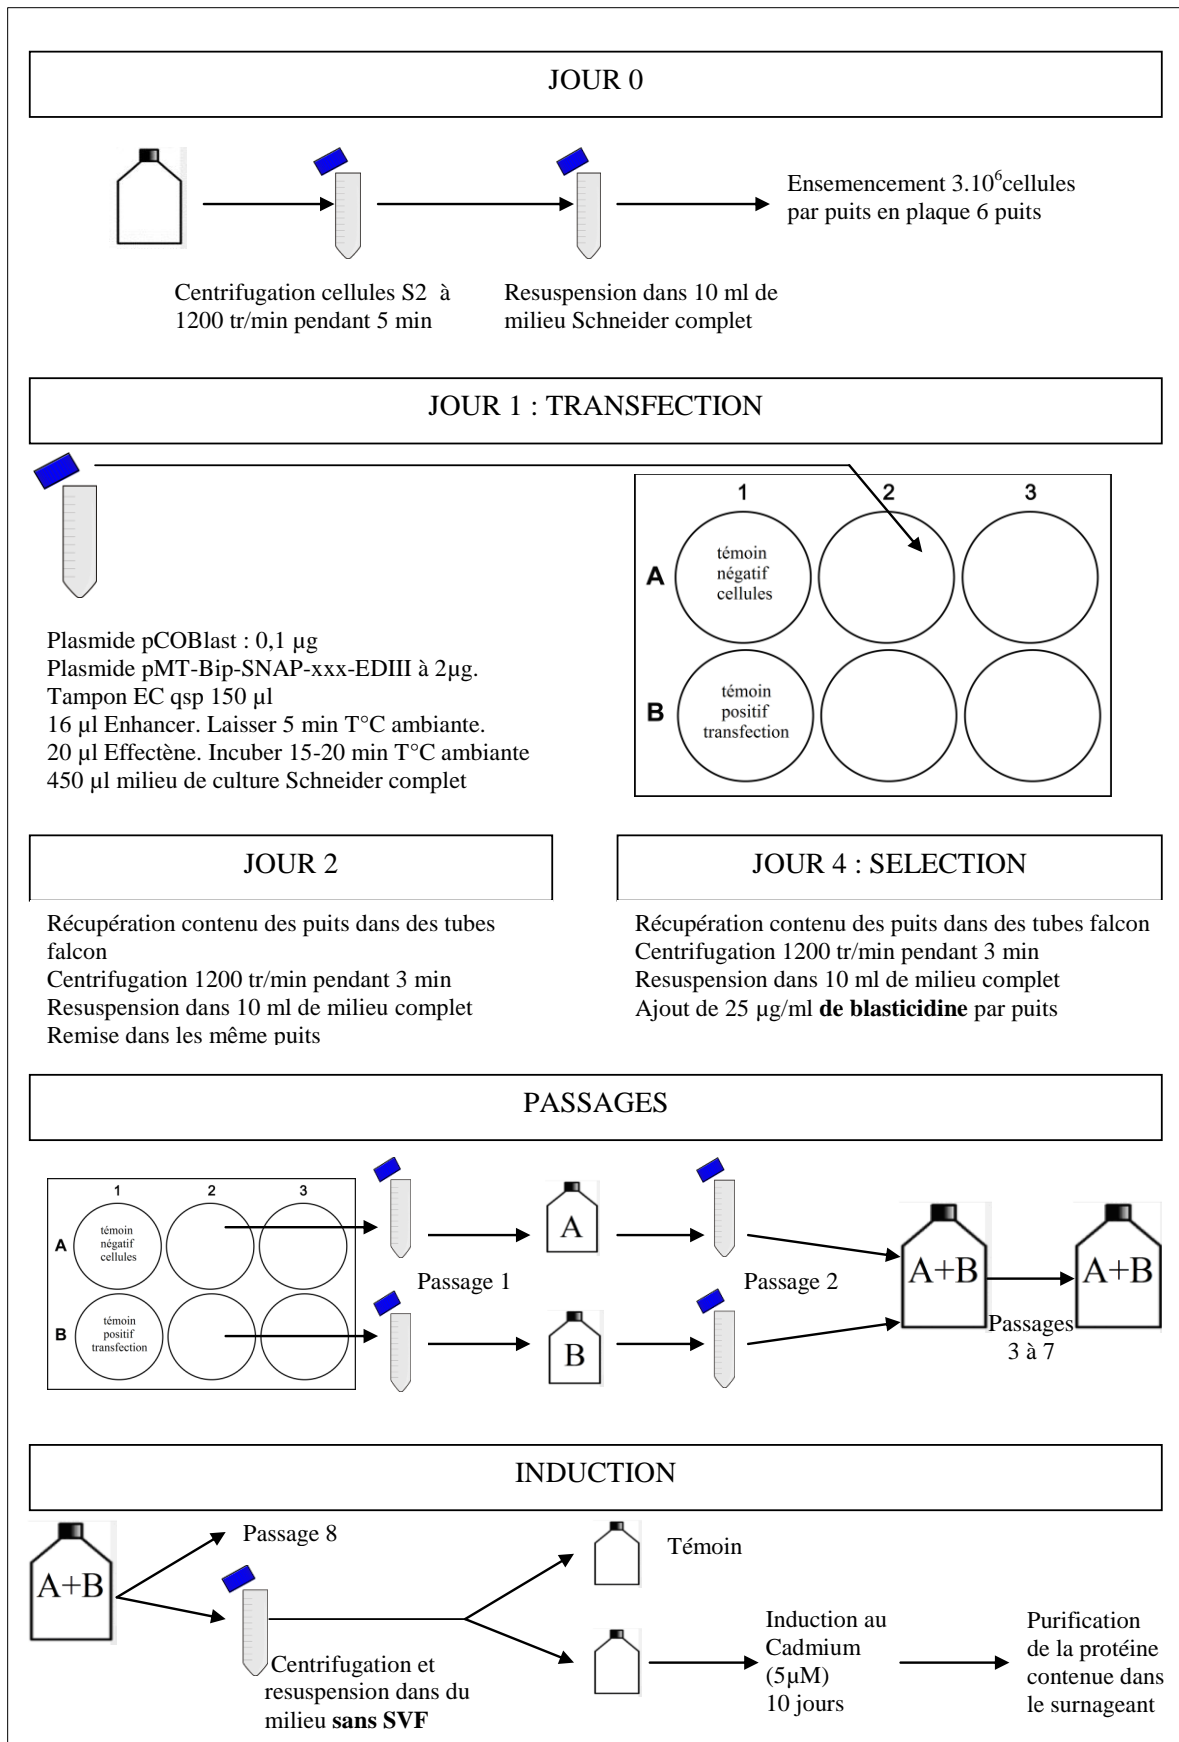 JOUR 0
Ensemencement 3.10⁶cellules
par puits en plaque 6 puits
Centrifugation cellules S2 à
1200 tr/min pendant 5 min
Resuspension dans 10 ml de
milieu Schneider complet
JOUR 1 : TRANSFECTION
1 2 3
A
témoin
négatif
cellules
B
témoin
positif
transfection
Plasmide pCOBlast : 0,1 µg
Plasmide pMT-Bip-SNAP-xxx-EDIII à 2µg.
Tampon EC qsp 150 µl
16 µl Enhancer. Laisser 5 min T°C ambiante.
20 µl Effectène. Incuber 15-20 min T°C ambiante
450 µl milieu de culture Schneider complet
JOUR 2
Récupération contenu des puits dans des tubes
falcon
Centrifugation 1200 tr/min pendant 3 min
Resuspension dans 10 ml de milieu complet
Remise dans les même puits
JOUR 4 : SELECTION
Récupération contenu des puits dans des tubes falcon
Centrifugation 1200 tr/min pendant 3 min
Resuspension dans 10 ml de milieu complet
Ajout de 25 µg/ml de blasticidine par puits
PASSAGES
1 2 3
A
témoin
négatif
cellules
B
témoin
positif
transfection
Passage 1
A
B
Passage 2
A+B
Passages
3 à 7
A+B
INDUCTION
A+B
Passage 8
Centrifugation et
resuspension dans du
milieu sans SVF
Témoin
Induction au
Cadmium
(5µM)
10 jours
Purification
de la protéine
contenue dans
le surnageant